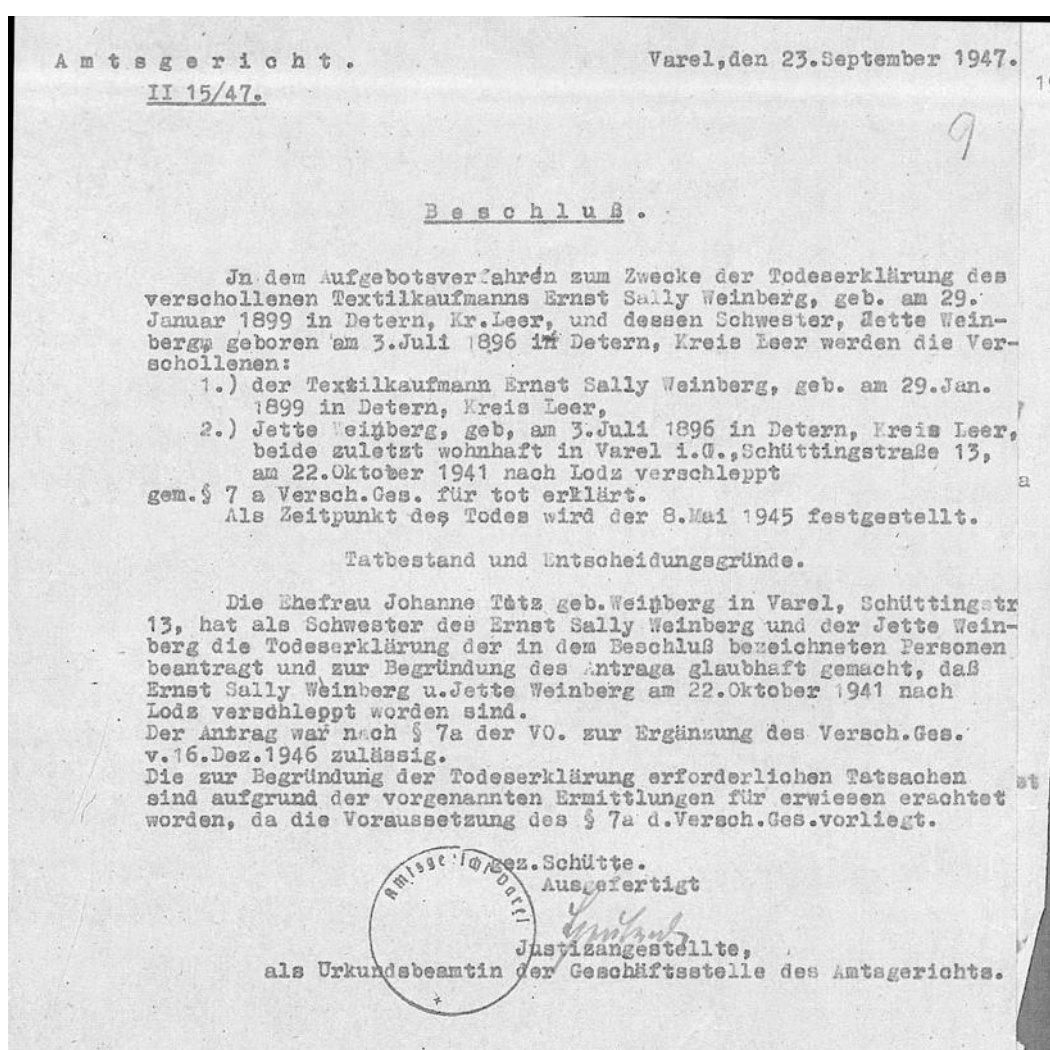 Amtsgericht.
Varel,den 23.September 1947.
II 15/47.
9
Beschluß.
Jn dem Aufgebotsverfahren zum Zwecke der Todeserklärung des
verschollenen Textilkaufmanns Ernst Sally Weinberg, geb. am 29.
Januar 1899 in Detern, Kr.Leer, und dessen Schwester, Jette Wein-
berg, geboren am 3.Juli 1896 in Detern, Kreis Leer werden die Ver-
schollenen:
1.) der Textilkaufmann Ernst Sally Weinberg, geb. am 29.Jan.
1899 in Detern, Kreis Leer,
2.) Jette Weinberg, geb, am 3.Juli 1896 in Detern, Kreis Leer,
beide zuletzt wohnhaft in Varel i.O.,Schüttingstraße 13,
am 22.Oktober 1941 nach Lodz verschleppt
gem.§ 7 a Versch.Ges. für tot erklärt.
Als Zeitpunkt des Todes wird der 8.Mai 1945 festgestellt.
Tatbestand und Entscheidungsgründe.
Die Ehefrau Johanne geb.Weinberg in Varel, Schüttingstr
13, hat als Schwester des Ernst Sally Weinberg und der Jette Wein-
berg die Todeserklärung der in dem Beschluß bezeichneten Personen
beantragt und zur Begründung des Antraga glaubhaft gemacht, daß
Ernst Sally Weinberg u.Jette Weinberg am 22.Oktober 1941 nach
Lodz verschleppt worden sind.
Der Antrag war nach § 7a der VO. zur Ergänzung des Versch.Ges.
v.16.Dez.1946 zulässig.
Die zur Begründung der Todeserklärung erforderlichen Tatsachen
sind aufgrund der vorgenannten Ermittlungen für erwiesen erachtet
worden, da die Voraussetzung des § 7a d.Versch.Ges.vorliegt.
Amtsgericht Varel
gez.Schütte.
Ausgefertigt
Justizangestellte,
als Urkundsbeamtin der Geschäftsstelle des Amtsgerichts.